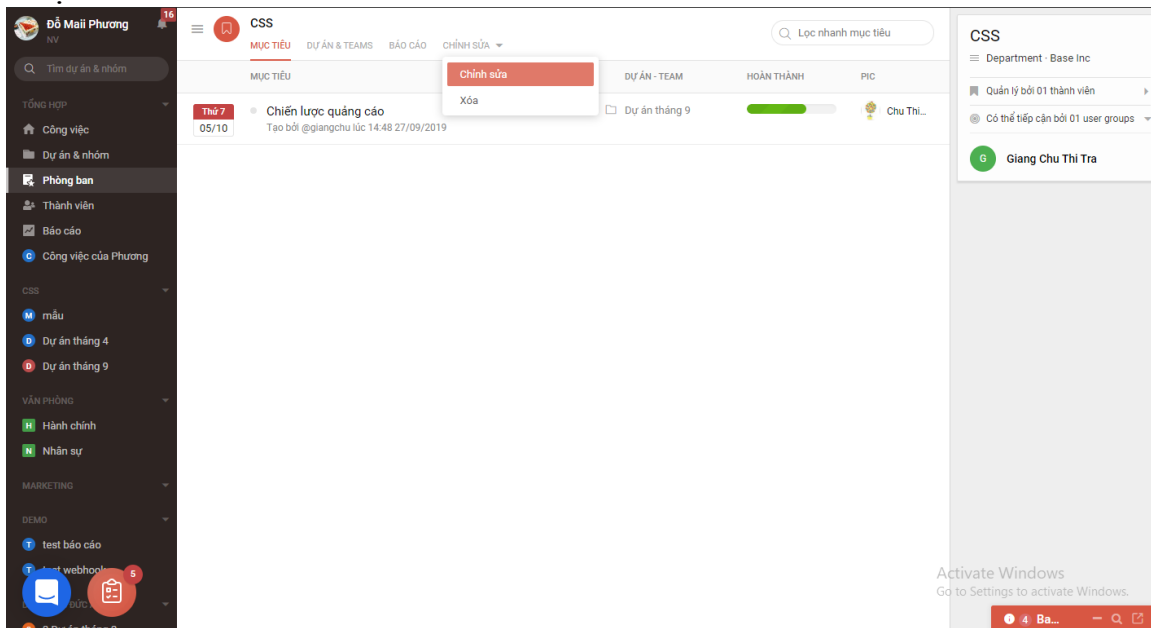 Đỗ Maii Phương
16
NV
Tìm dự án & nhóm
TỔNG HỢP
Công việc
Dự án & nhóm
Phòng ban
Thành viên
Báo cáo
C Công việc của Phương
CSS
M mẫu
D Dự án tháng 4
D Dự án tháng 9
VĂN PHÒNG
H Hành chính
N Nhân sự
MARKETING
DEMO
T test báo cáo
T webhook
5
ĐỨC
CSS
MỤC TIÊU DỰ ÁN & TEAMS BÁO CÁO CHỈNH SỬA
Lọc nhanh mục tiêu
Chỉnh sửa
Xóa
MỤC TIÊU DỰ ÁN - TEAM HOÀN THÀNH PIC
Thứ 7
05/10
Chiến lược quảng cáo
Tạo bởi @giangchu lúc 14:48 27/09/2019
Dự án tháng 9
Chu Thi...
CSS
Department · Base Inc
Quản lý bởi 01 thành viên
Có thể tiếp cận bởi 01 user groups
G Giang Chu Thi Tra
Activate Windows
Go to Settings to activate Windows.
4 Ba...